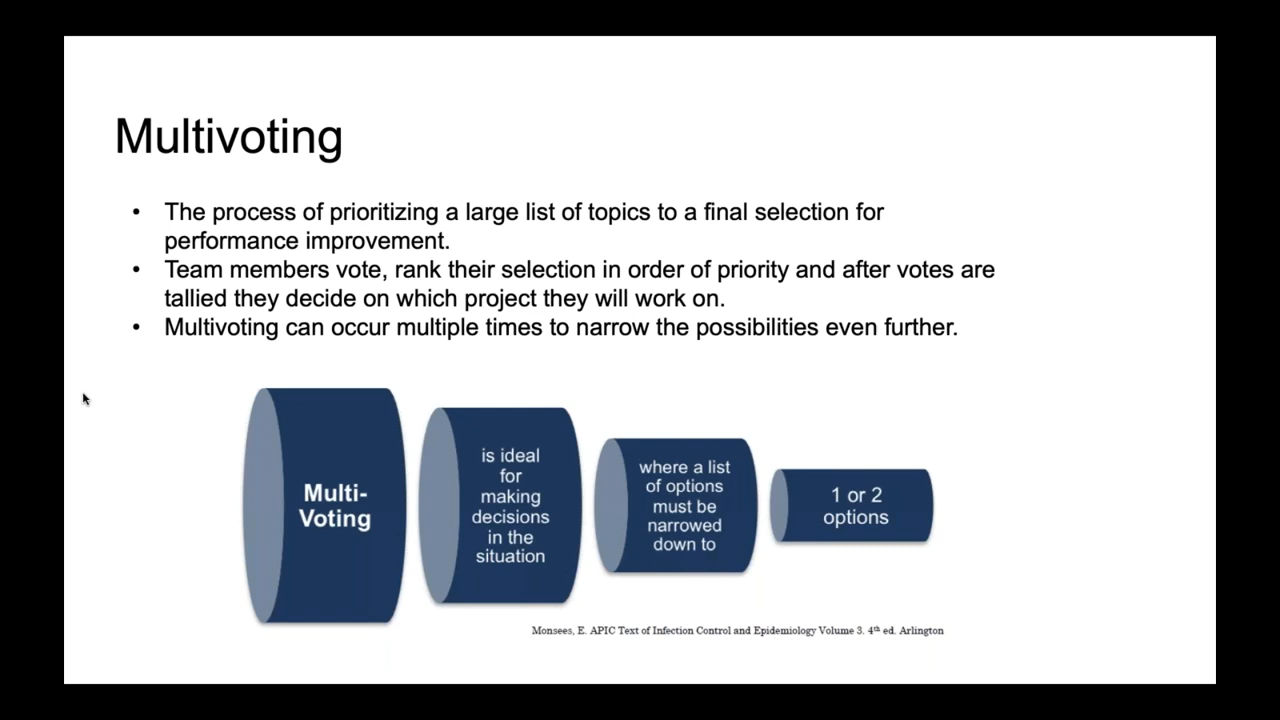 Multivoting
• The process of prioritizing a large list of topics to a final selection for
performance improvement.
• Team members vote, rank their selection in order of priority and after votes are
tallied they decide on which project they will work on.
• Multivoting can occur multiple times to narrow the possibilities even further.
Multi-
Voting
is ideal
for
making
decisions
in the
situation
where a list
of options
must be
narrowed
down to
1 or 2
options
Monsees, E. APIC Text of Infection Control and Epidemiology Volume 3. 4th ed. Arlington